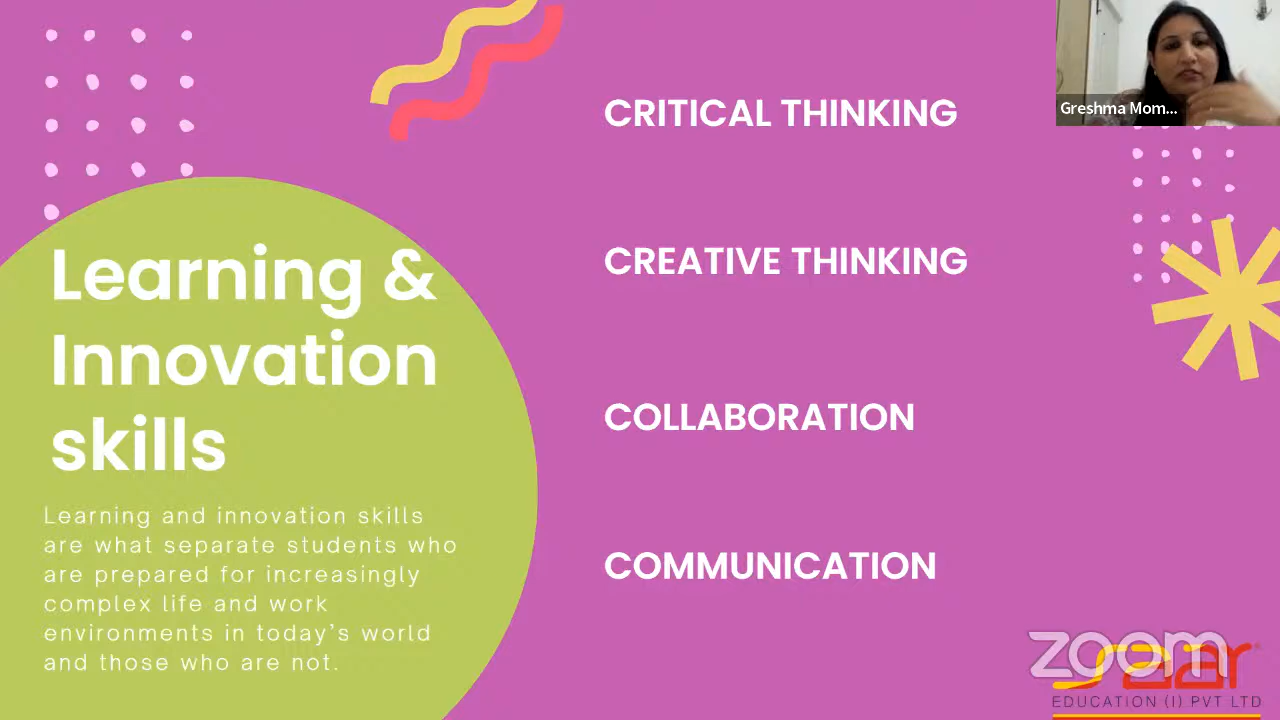 Learning &
Innovation
skills
Learning and innovation skills
are what separate students who
are prepared for increasingly
complex life and work
environments in today's world
and those who are not.
CRITICAL THINKING
CREATIVE THINKING
COLLABORATION
COMMUNICATION
Greshma Mom...
zoom
saar
EDUCATION (I) PVT LTD